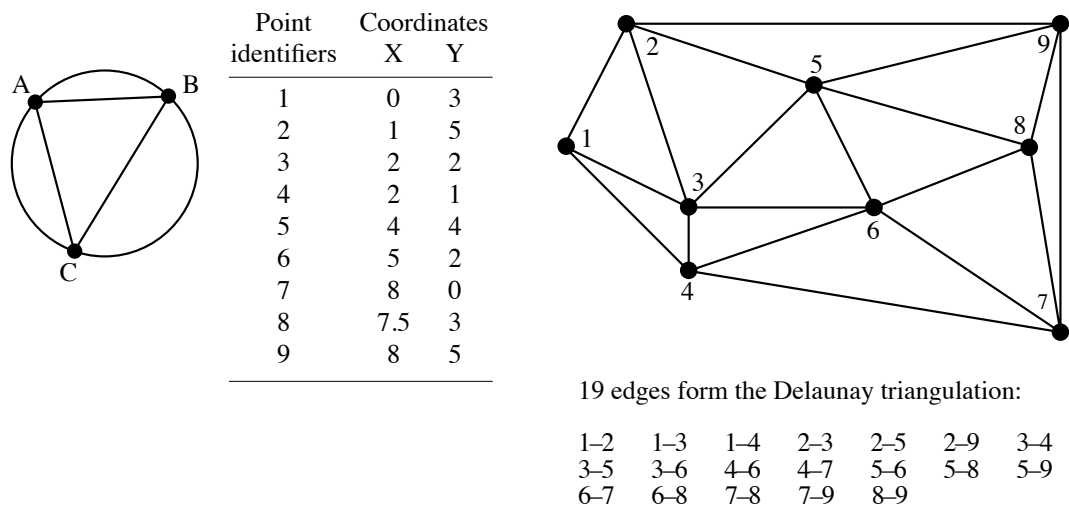 A
B
C
Point Coordinates
identifiers X Y
1 0 3
2 1 5
3 2 2
4 2 1
5 4 4
6 5 2
7 8 0
8 7.5 3
9 8 5
2
9
5
8
1
3
6
4
7
19 edges form the Delaunay triangulation:
1–2 1–3 1–4 2–3 2–5 2–9 3–4
3–5 3–6 4–6 4–7 5–6 5–8 5–9
6–7 6–8 7–8 7–9 8–9